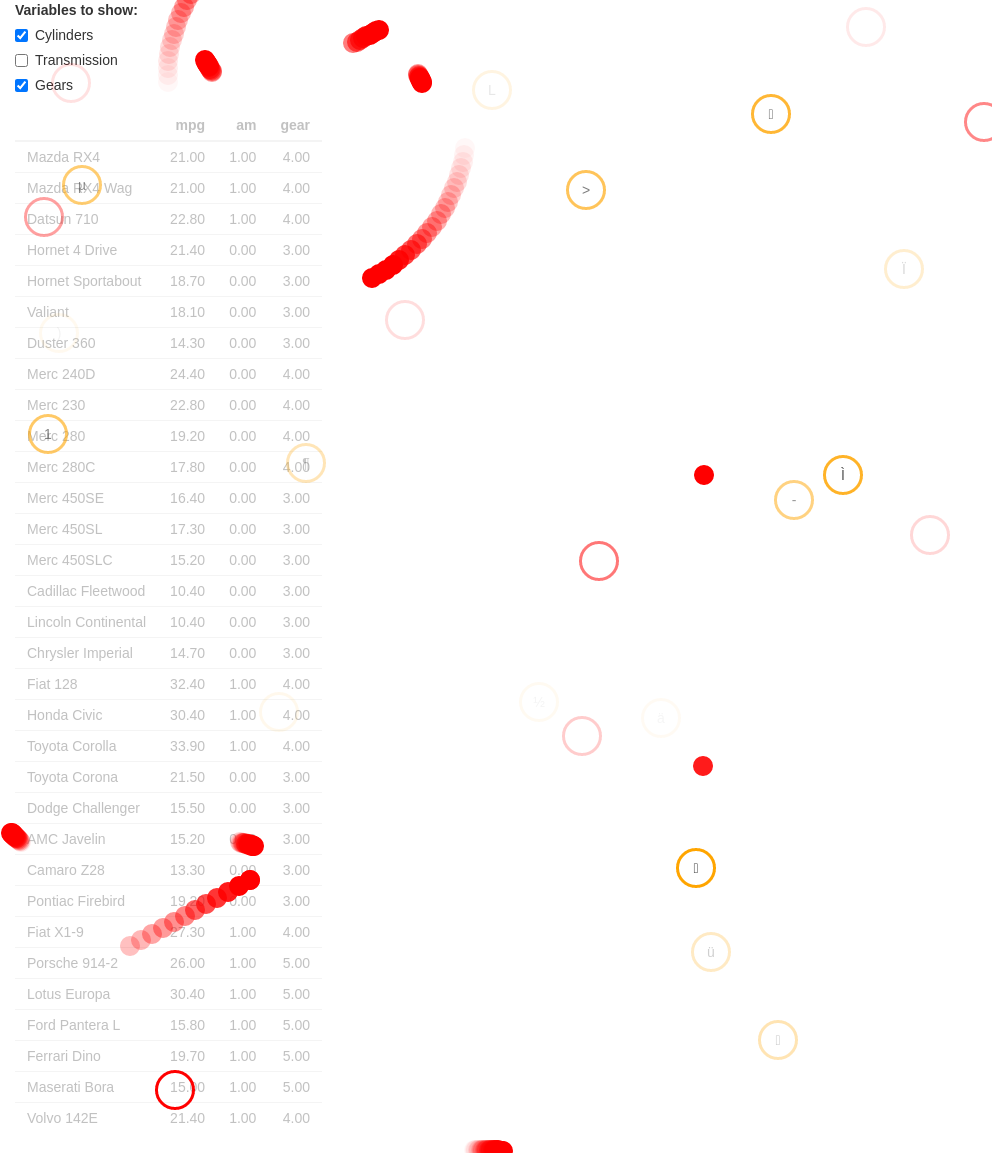 Variables to show:
Cylinders
Transmission
Gears
L
mpg am gear
Mazda RX4 21.00 1.00 4.00
Mazda RX4 Wag 21.00 1.00 4.00
>
Datsun 710 22.80 1.00 4.00
Hornet 4 Drive 21.40 0.00 3.00
Hornet Sportabout 18.70 0.00 3.00
Valiant 18.10 0.00 3.00
Duster 360 14.30 0.00 3.00
Merc 240D 24.40 0.00 4.00
Merc 230 22.80 0.00 4.00
Merc 280 19.20 0.00 4.00
1
Merc 280C 17.80 0.00 4.00
Merc 450SE 16.40 0.00 3.00
-
Merc 450SL 17.30 0.00 3.00
Merc 450SLC 15.20 0.00 3.00
Cadillac Fleetwood 10.40 0.00 3.00
Lincoln Continental 10.40 0.00 3.00
Chrysler Imperial 14.70 0.00 3.00
Fiat 128 32.40 1.00 4.00
½
Honda Civic 30.40 1.00 4.00
Toyota Corolla 33.90 1.00 4.00
Toyota Corona 21.50 0.00 3.00
Dodge Challenger 15.50 0.00 3.00
AMC Javelin 15.20 3.00
Camaro Z28 13.30 0.00 3.00
Pontiac Firebird 0.00 3.00
Fiat X1-9 27.30 1.00 4.00
ü
Porsche 914-2 26.00 1.00 5.00
Lotus Europa 30.40 1.00 5.00
Ford Pantera L 15.80 1.00 5.00
Ferrari Dino 19.70 1.00 5.00
Maserati Bora 15.00 1.00 5.00
Volvo 142E 21.40 1.00 4.00